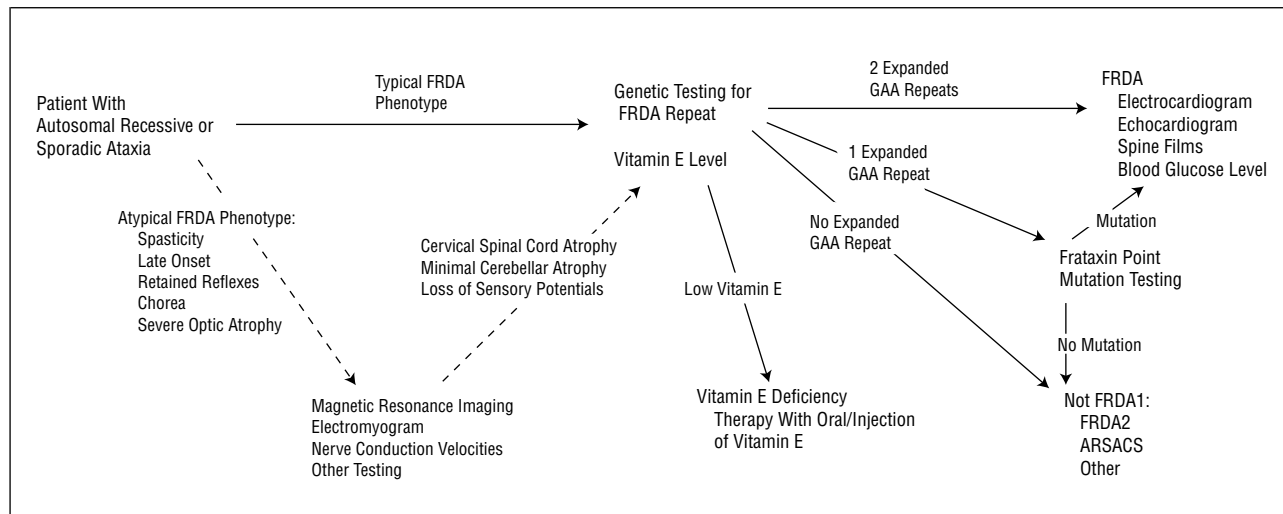 Patient With
Autosomal Recessive or
Sporadic Ataxia
Typical FRDA
Phenotype
Atypical FRDA Phenotype:
Spasticity
Late Onset
Retained Reflexes
Chorea
Severe Optic Atrophy
Magnetic Resonance Imaging
Electromyogram
Nerve Conduction Velocities
Other Testing
Cervical Spinal Cord Atrophy
Minimal Cerebellar Atrophy
Loss of Sensory Potentials
Genetic Testing for
FRDA Repeat
Vitamin E Level
Low Vitamin E
Vitamin E Deficiency
Therapy With Oral/Injection
of Vitamin E
2 Expanded
GAA Repeats
1 Expanded
GAA Repeat
No Expanded
GAA Repeat
FRDA
Electrocardiogram
Echocardiogram
Spine Films
Blood Glucose Level
Mutation
Frataxin Point
Mutation Testing
No Mutation
Not FRDA1:
FRDA2
ARSACS
Other